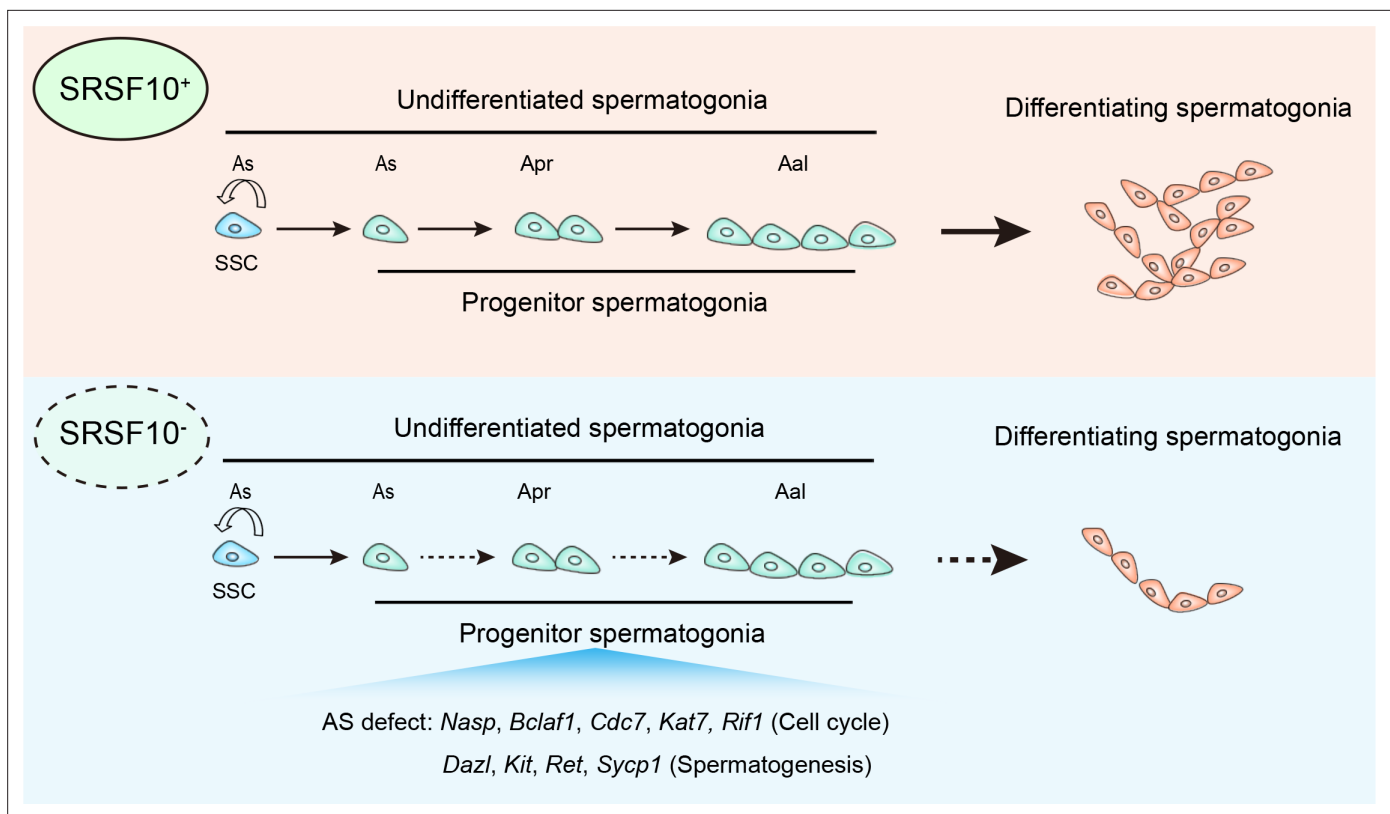 SRSF10⁺
Undifferentiated spermatogonia
Differentiating spermatogonia
As
As
Apr
Aal
SSC
Progenitor spermatogonia
SRSF10⁻
Undifferentiated spermatogonia
Differentiating spermatogonia
As
As
Apr
Aal
SSC
Progenitor spermatogonia
AS defect: Nasp, Bclaf1, Cdc7, Kat7, Rif1 (Cell cycle)
Dazl, Kit, Ret, Sycp1 (Spermatogenesis)